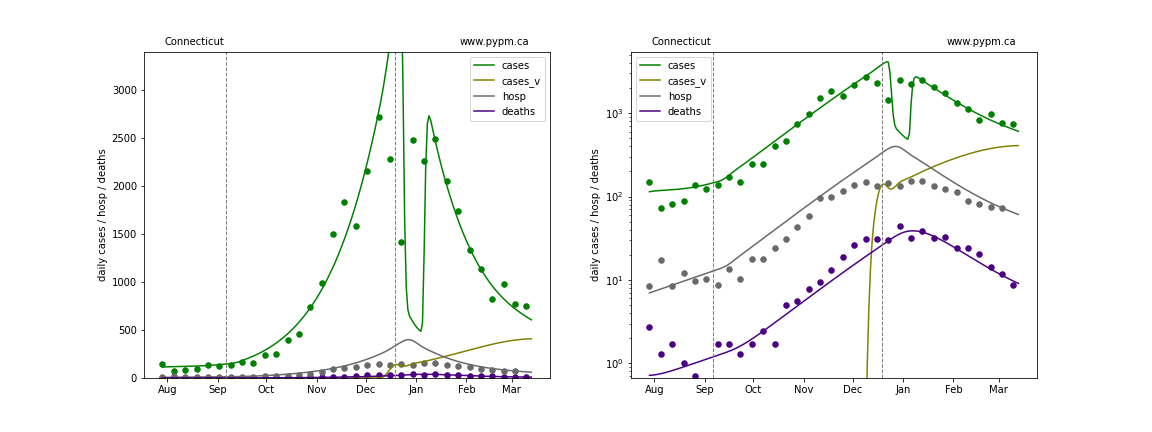 Connecticut www.pypm.ca
cases
cases_v
hosp
deaths
daily cases / hosp / deaths
3000
2500
2000
1500
1000
500
0
Aug Sep Oct Nov Dec Jan Feb Mar
Connecticut www.pypm.ca
cases
cases_v
hosp
deaths
daily cases / hosp / deaths
10³
10²
10¹
10⁰
Aug Sep Oct Nov Dec Jan Feb Mar